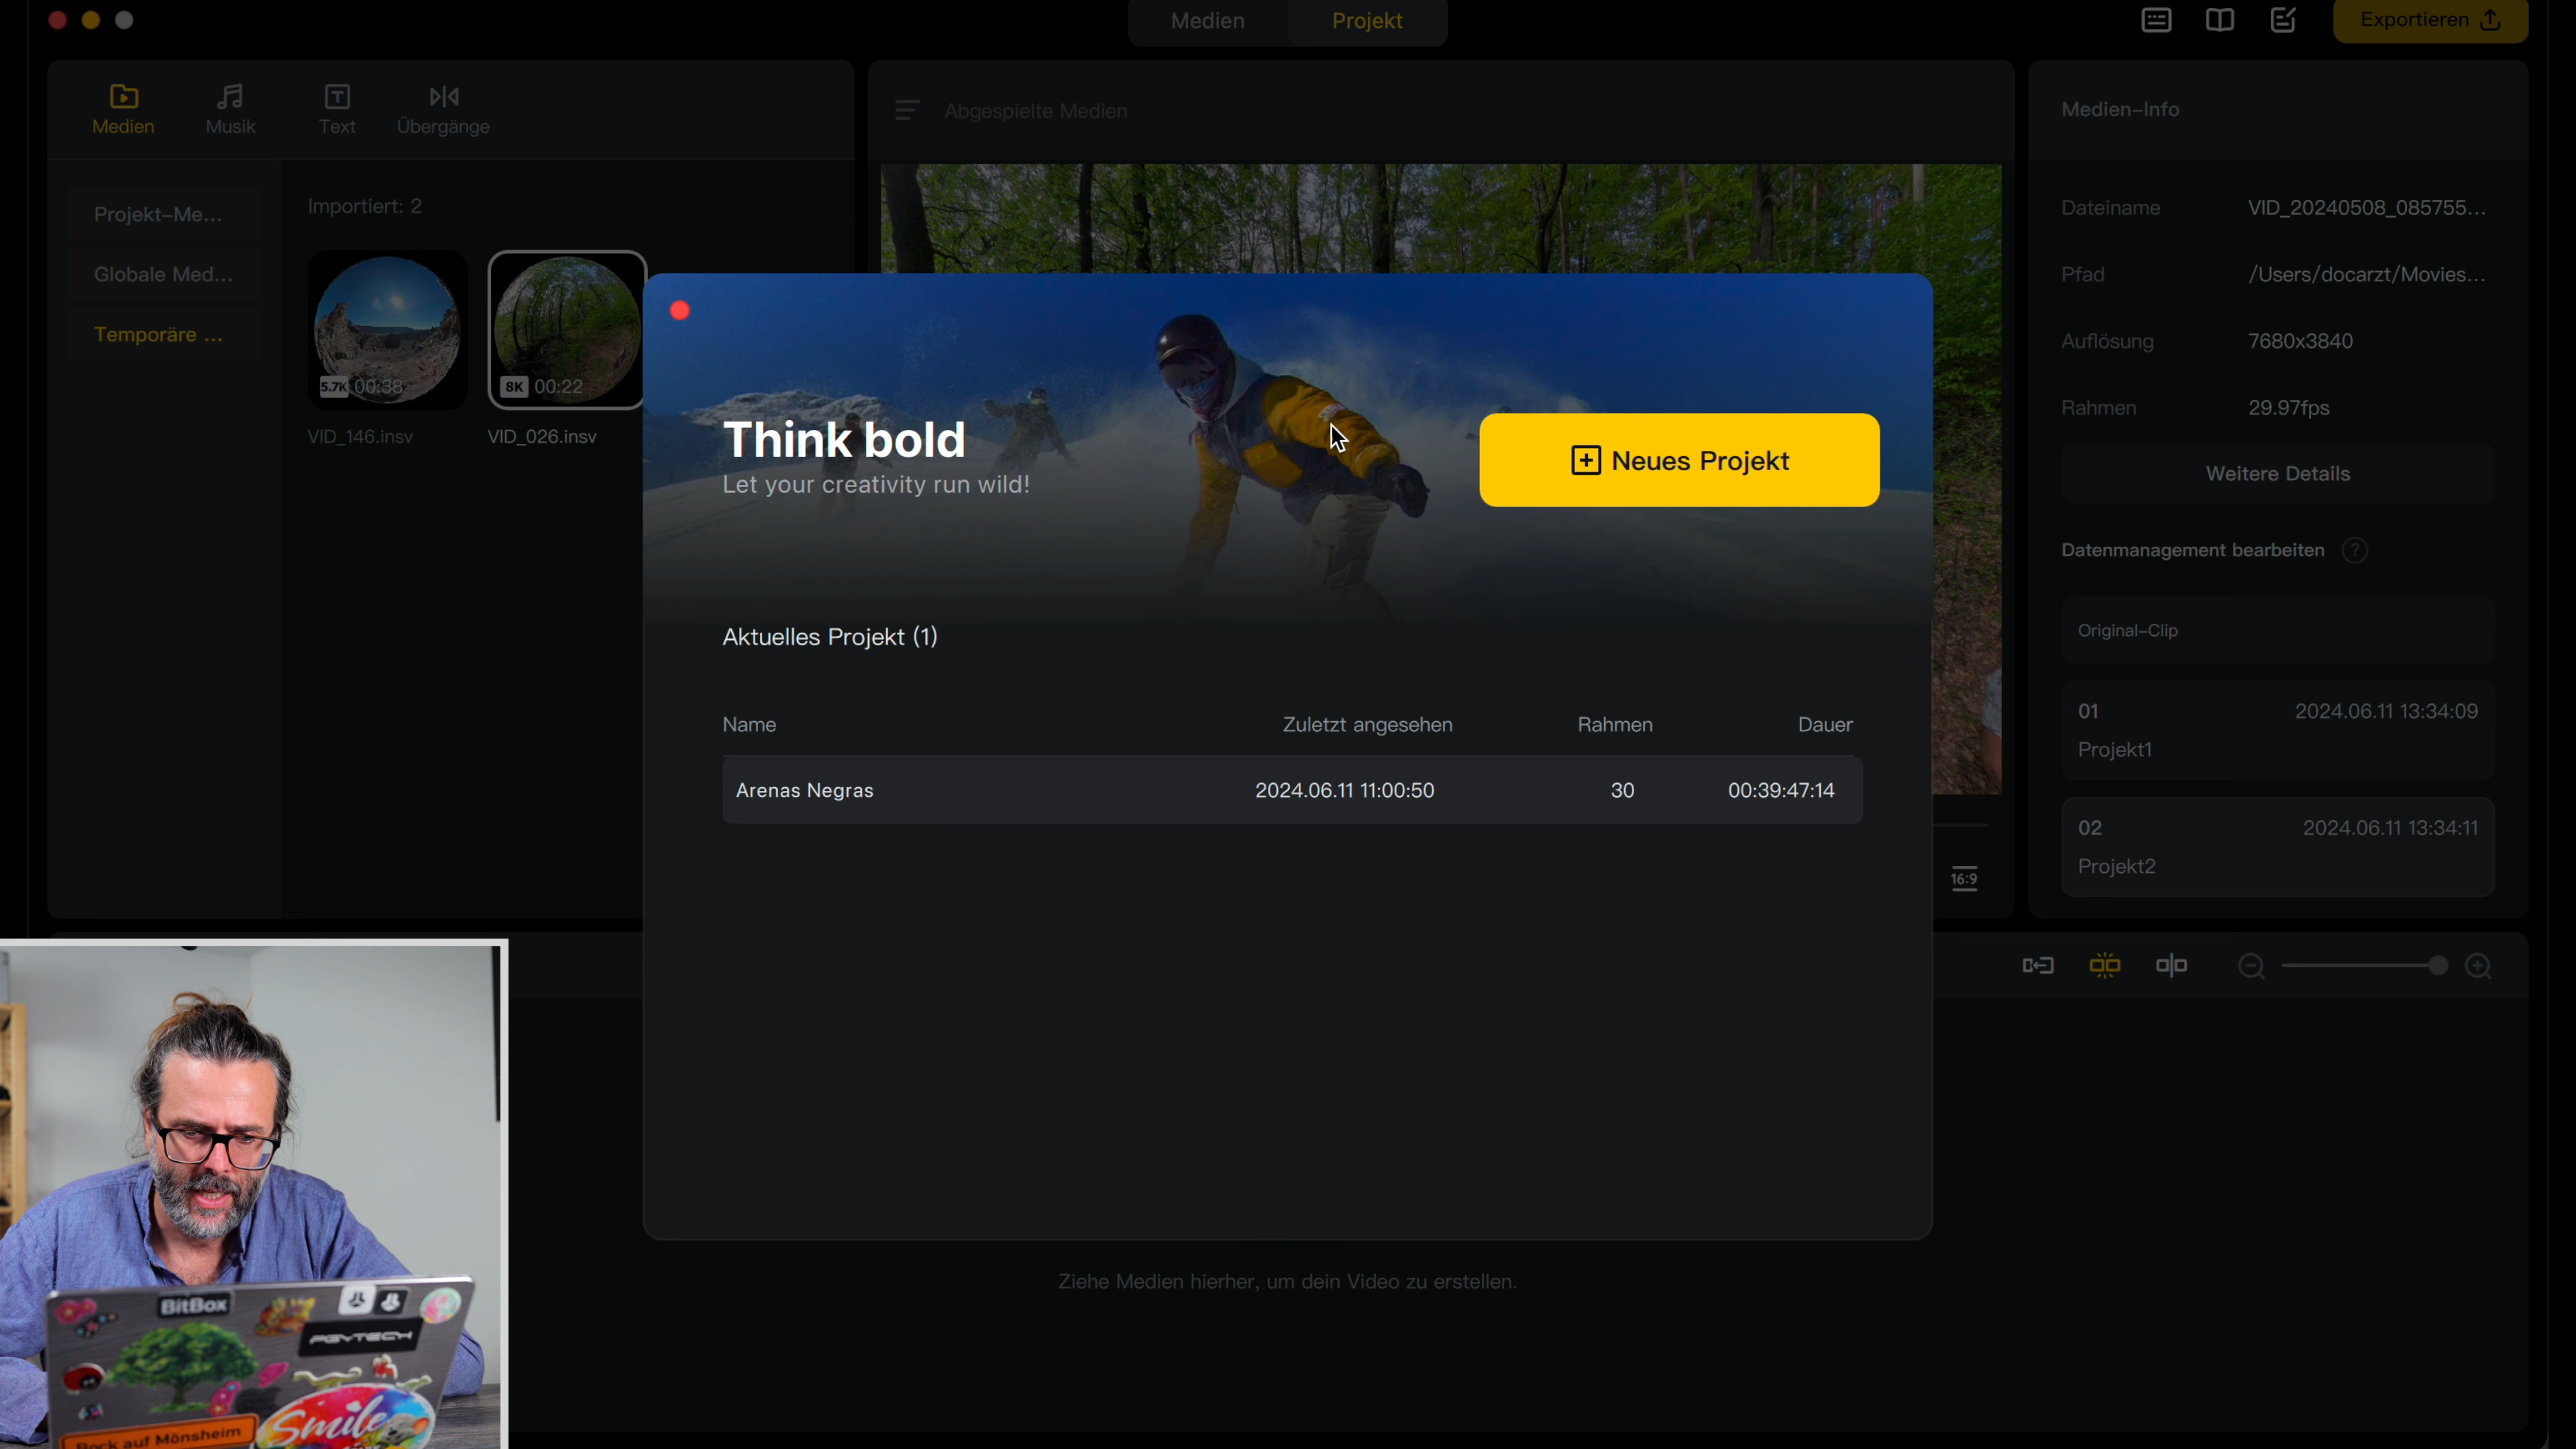 Medien
Projekt
Exportieren
Medien
Musik
Text
Übergänge
Projekt-Me...
Globale Med...
Temporäre ...
Importiert: 2
5.7K 00:38
VID_146.insv
8K 00:22
VID_026.insv
Abgespielte Medien
Think bold
Let your creativity run wild!
Neues Projekt
Aktuelles Projekt (1)
Name Zuletzt angesehen Rahmen Dauer
Arenas Negras 2024.06.11 11:00:50 30 00:39:47:14
16:9
Medien-Info
Dateiname VID_20240508_085755...
Pfad /Users/docarzt/Movies...
Auflösung 7680x3840
Rahmen 29.97fps
Weitere Details
Datenmanagement bearbeiten ?
Original-Clip
01 2024.06.11 13:34:09
Projekt1
02 2024.06.11 13:34:11
Projekt2
Ziehe Medien hierher, um dein Video zu erstellen.
BitBox
PGYTECH
Smile
Bock auf Mönsheim